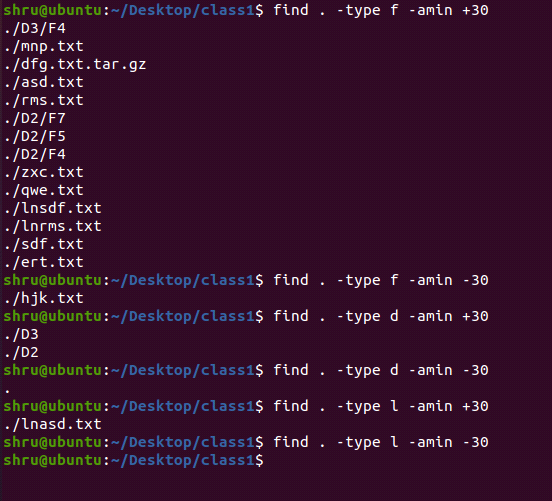 shru@ubuntu:~/Desktop/class1$ find . -type f -amin +30
./D3/F4
./mnp.txt
./dfg.txt.tar.gz
./asd.txt
./rms.txt
./D2/F7
./D2/F5
./D2/F4
./zxc.txt
./qwe.txt
./lnsdf.txt
./lnrms.txt
./sdf.txt
./ert.txt
shru@ubuntu:~/Desktop/class1$ find . -type f -amin -30
./hjk.txt
shru@ubuntu:~/Desktop/class1$ find . -type d -amin +30
./D3
./D2
shru@ubuntu:~/Desktop/class1$ find . -type d -amin -30
.
shru@ubuntu:~/Desktop/class1$ find . -type l -amin +30
./lnasd.txt
shru@ubuntu:~/Desktop/class1$ find . -type l -amin -30
shru@ubuntu:~/Desktop/class1$